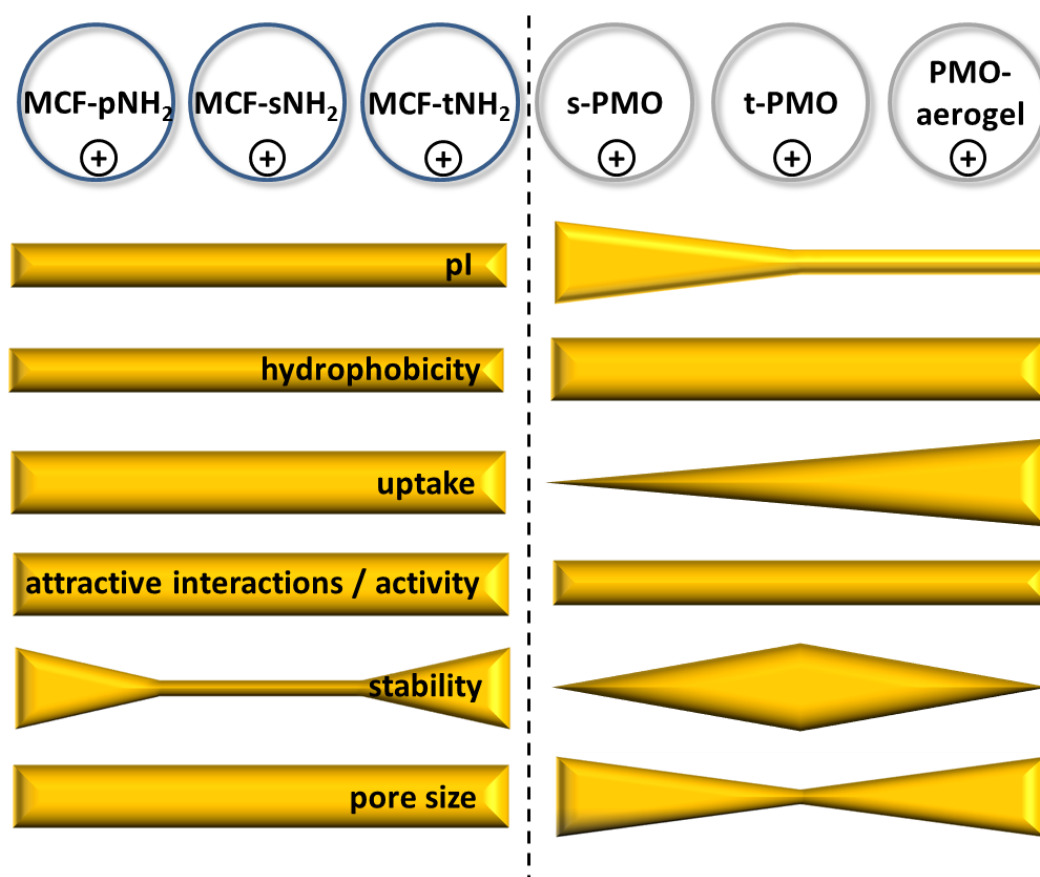 MCF-pNH₂ MCF-sNH₂ MCF-tNH₂ s-PMO t-PMO PMO-
aerogel
+ + + + + +
pI
hydrophobicity
uptake
attractive interactions / activity
stability
pore size